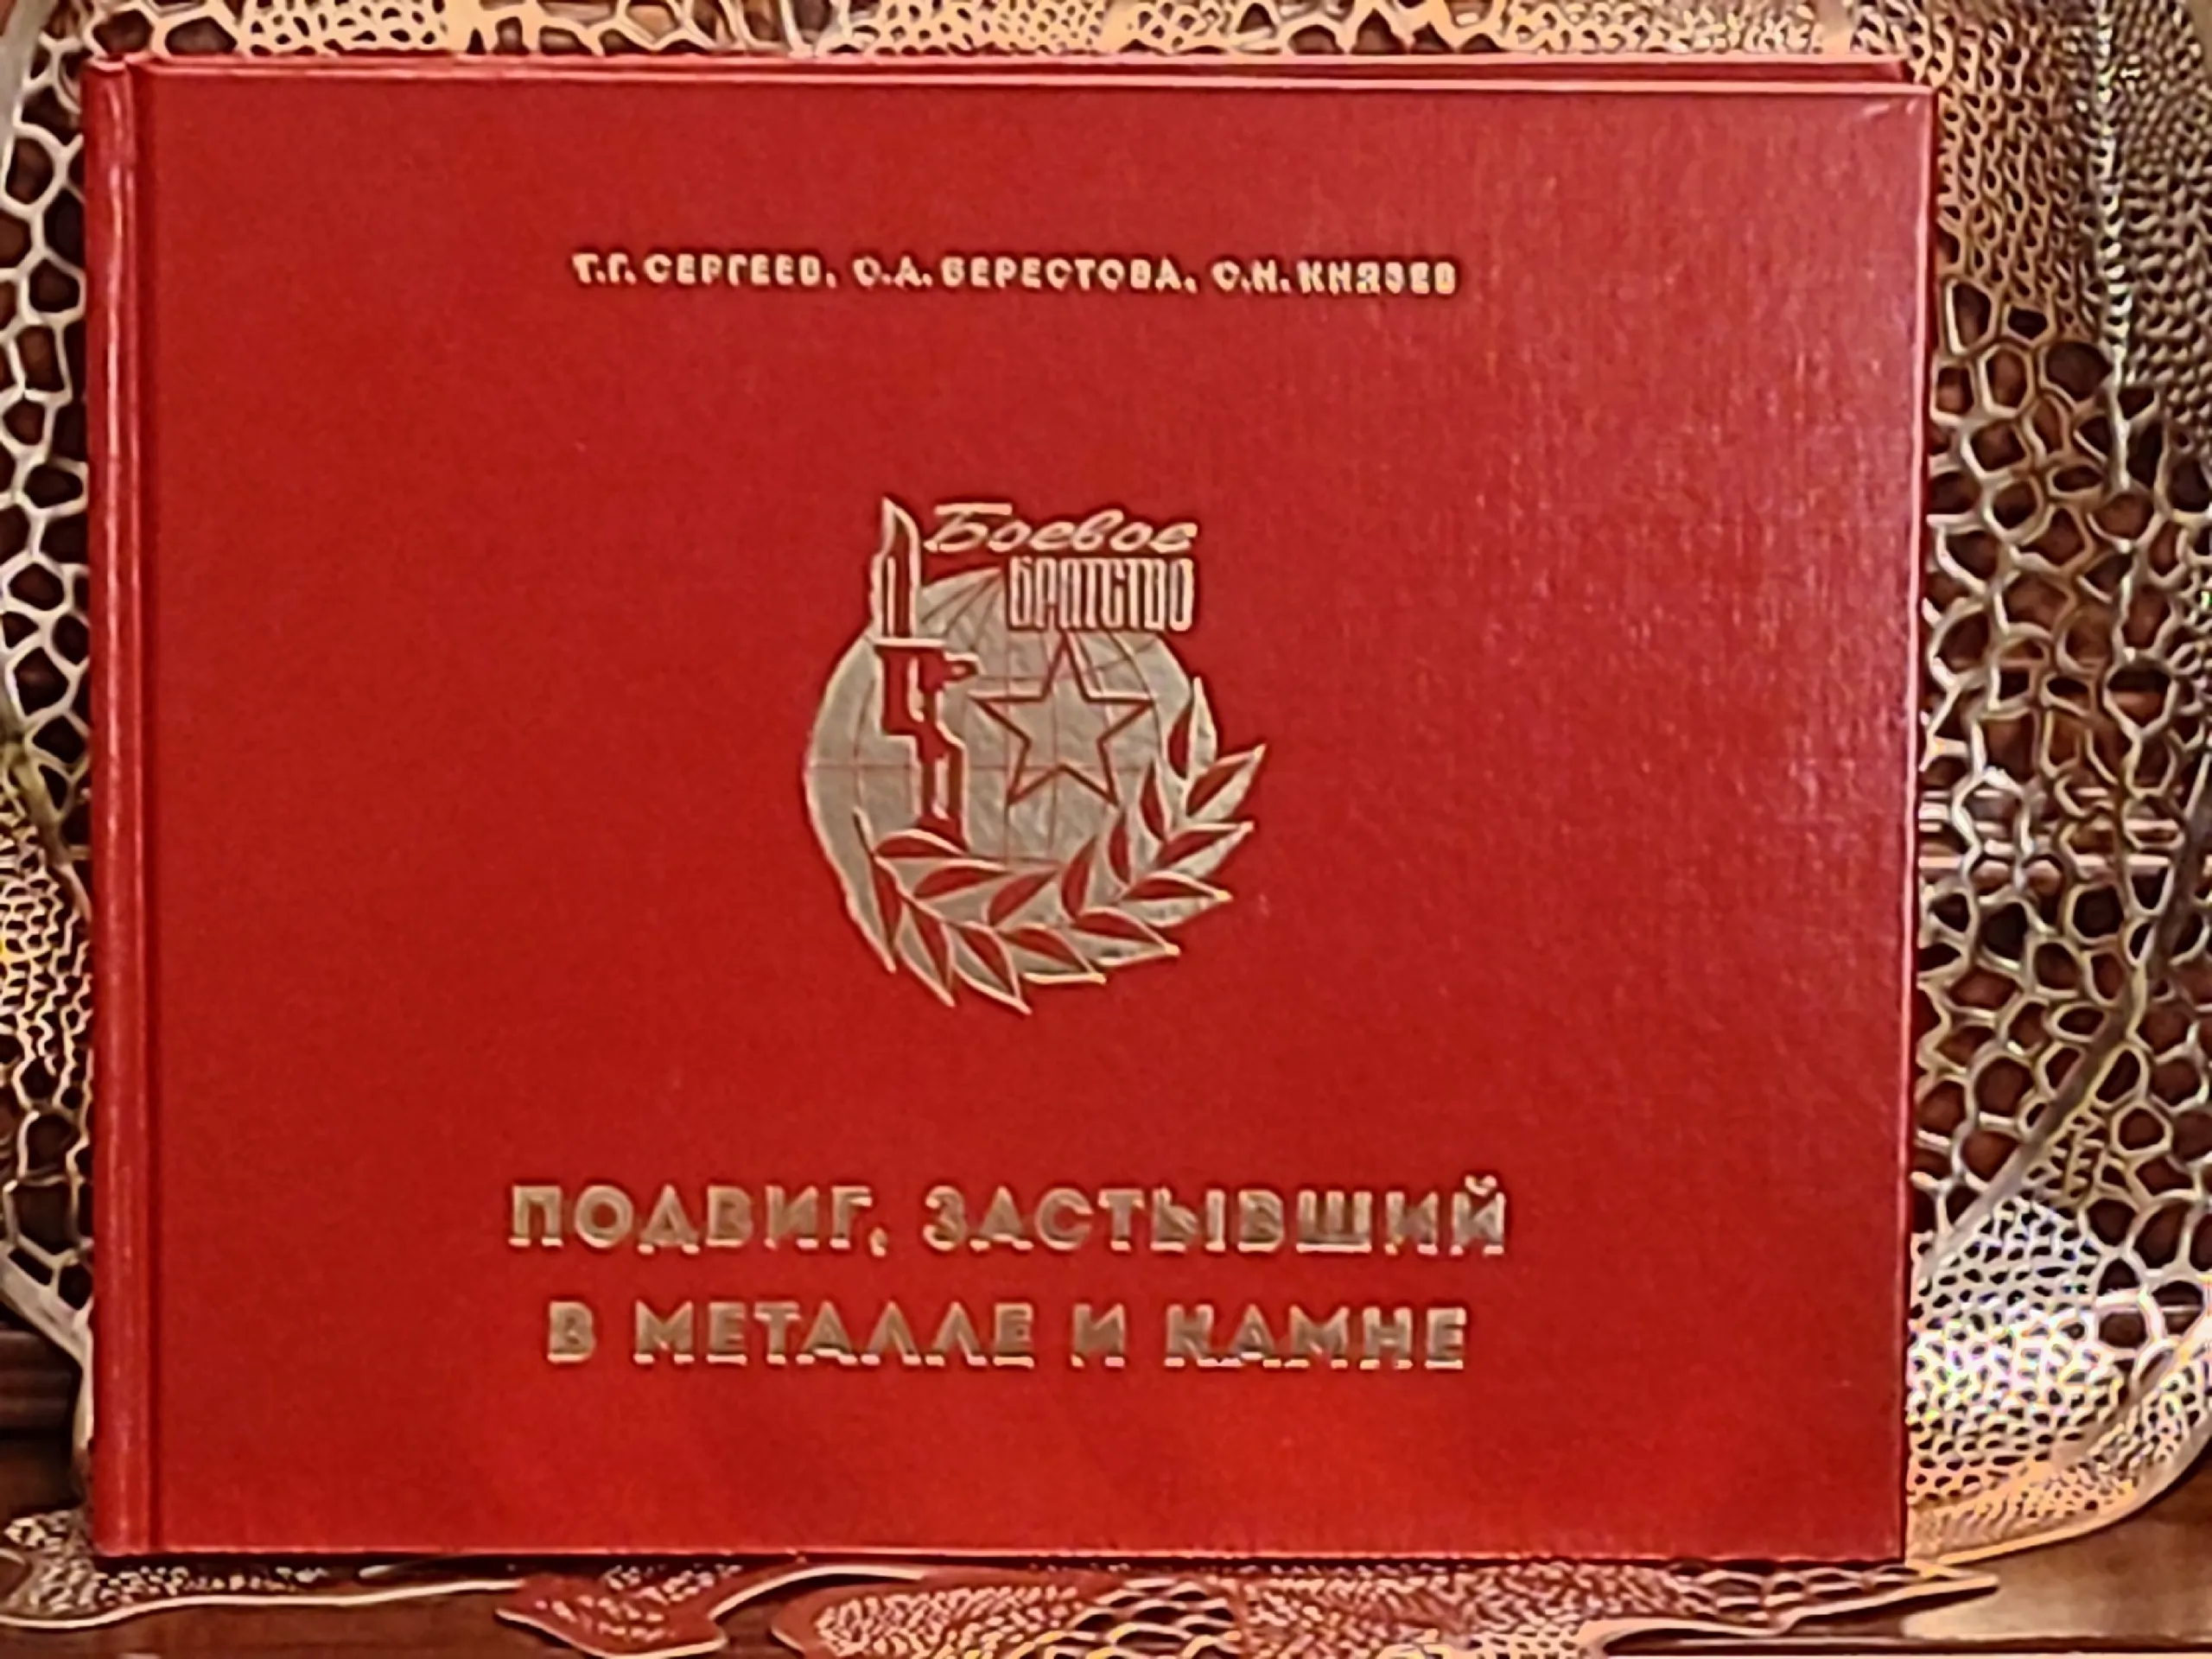 Т.Г. СЕРГЕЕВ, С.А. БЕРЕСТОВА, С.Н. КНЯЗЕВ
Боевое
БРАТСТВО
ПОДВИГ, ЗАСТЫВШИЙ
В МЕТАЛЛЕ И КАМНЕ